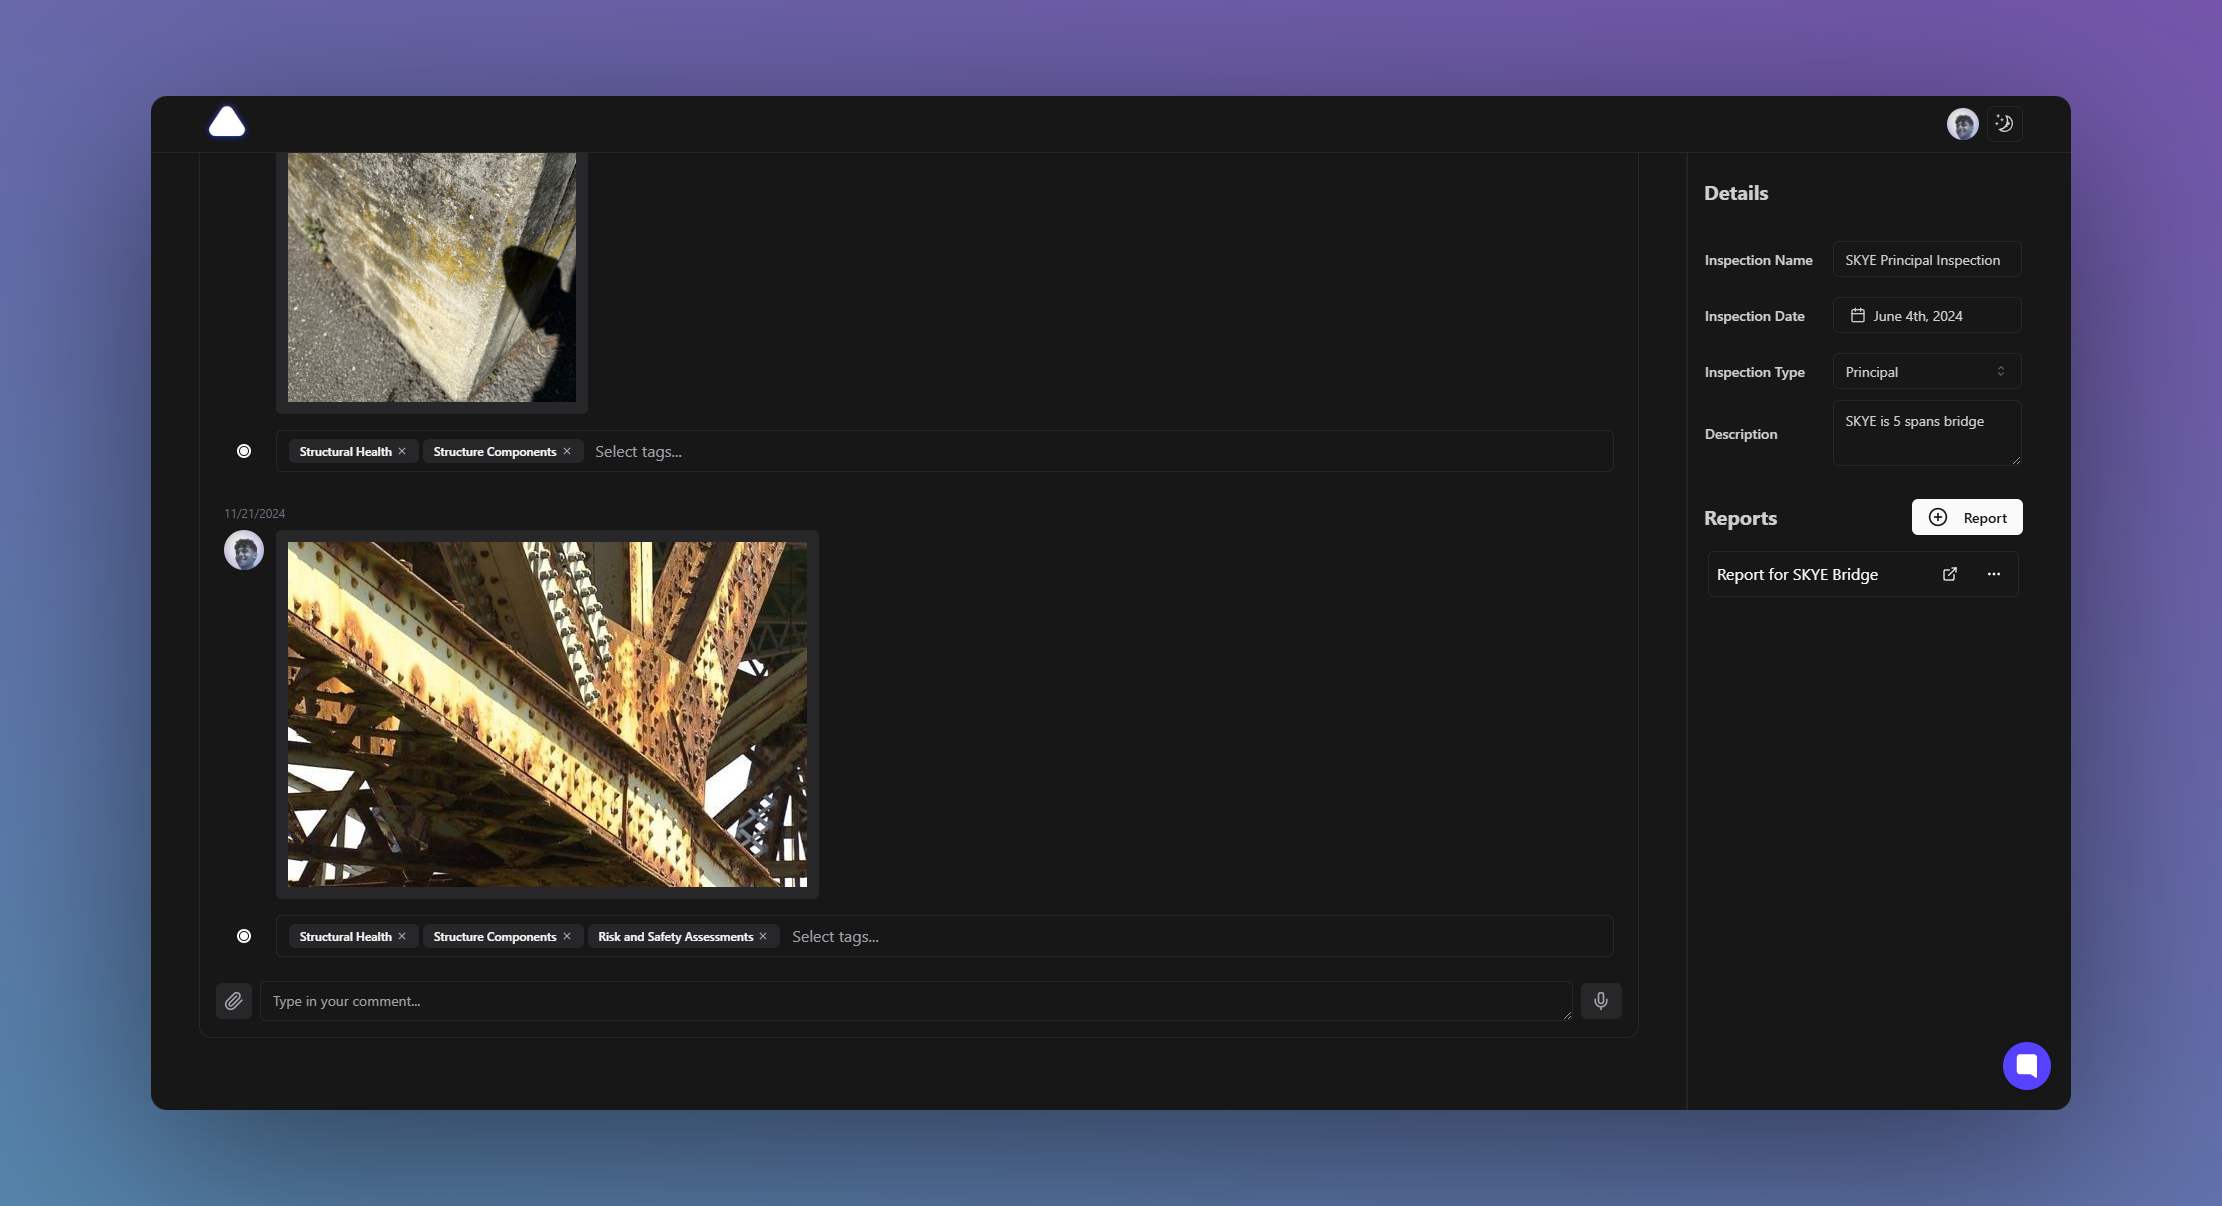 Structural Health × Structure Components × Select tags...
11/21/2024
Structural Health × Structure Components × Risk and Safety Assessments × Select tags...
Type in your comment...
Details
Inspection Name SKYE Principal Inspection
Inspection Date June 4th, 2024
Inspection Type Principal
Description SKYE is 5 spans bridge
Reports Report
Report for SKYE Bridge